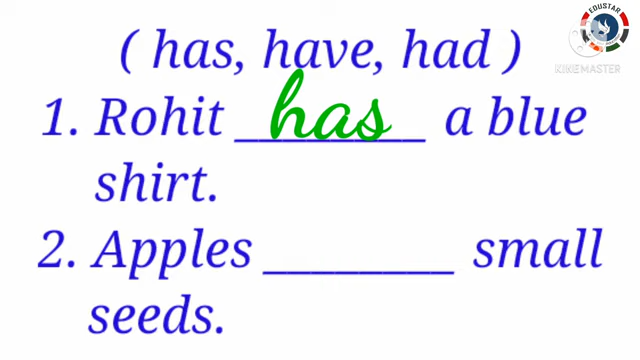 EDUSTAR
KINEMASTER
( has, have, had )
1. Rohit has a blue
shirt.
2. Apples ________ small
seeds.